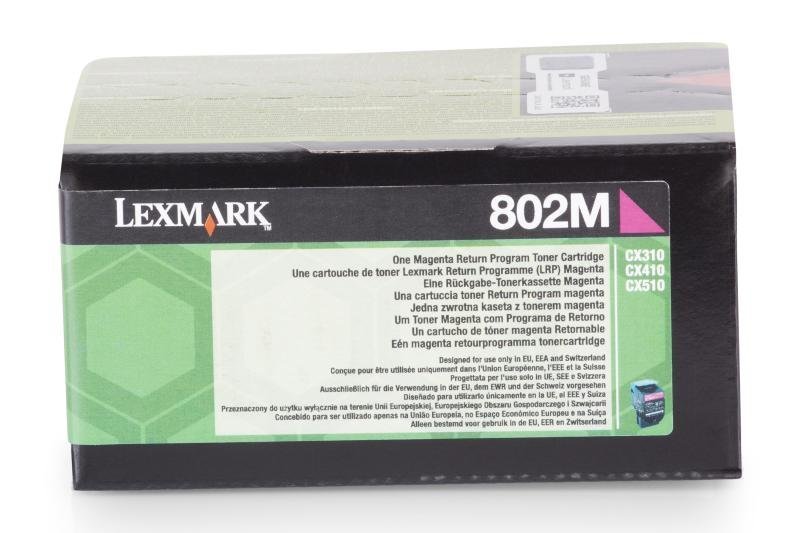 LEXMARK™
802M
One Magenta Return Program Toner Cartridge
Une cartouche de toner Lexmark Return Programme (LRP) Magenta
Eine Rückgabe-Tonerkassette Magenta
Una cartuccia toner Return Program magenta
Jedna zwrotna kaseta z tonerem magenta
Um Toner Magenta com Programa de Retorno
Un cartucho de tóner magenta Retornable
Eén magenta retourprogramma tonercartridge
CX310
CX410
CX510
Designed for use only in EU, EEA and Switzerland
Conçue pour être utilisée uniquement dans l'Union Européenne, l'EEE et la Suisse
Progettata per l'uso solo in UE, SEE e Svizzera
Ausschließlich für die Verwendung in der EU, dem EWR und der Schweiz vorgesehen
Diseñado para utilizarlo únicamente en la UE, el EEE y Suiza
Przeznaczony do użytku wyłącznie na terenie Unii Europejskiej, Europejskiego Obszaru Gospodarczego i Szwajcarii
Concebido para ser utilizado apenas na União Europeia, no Espaço Económico Europeu e na Suíça
Alleen bestemd voor gebruik in de EU, EER en Zwitserland